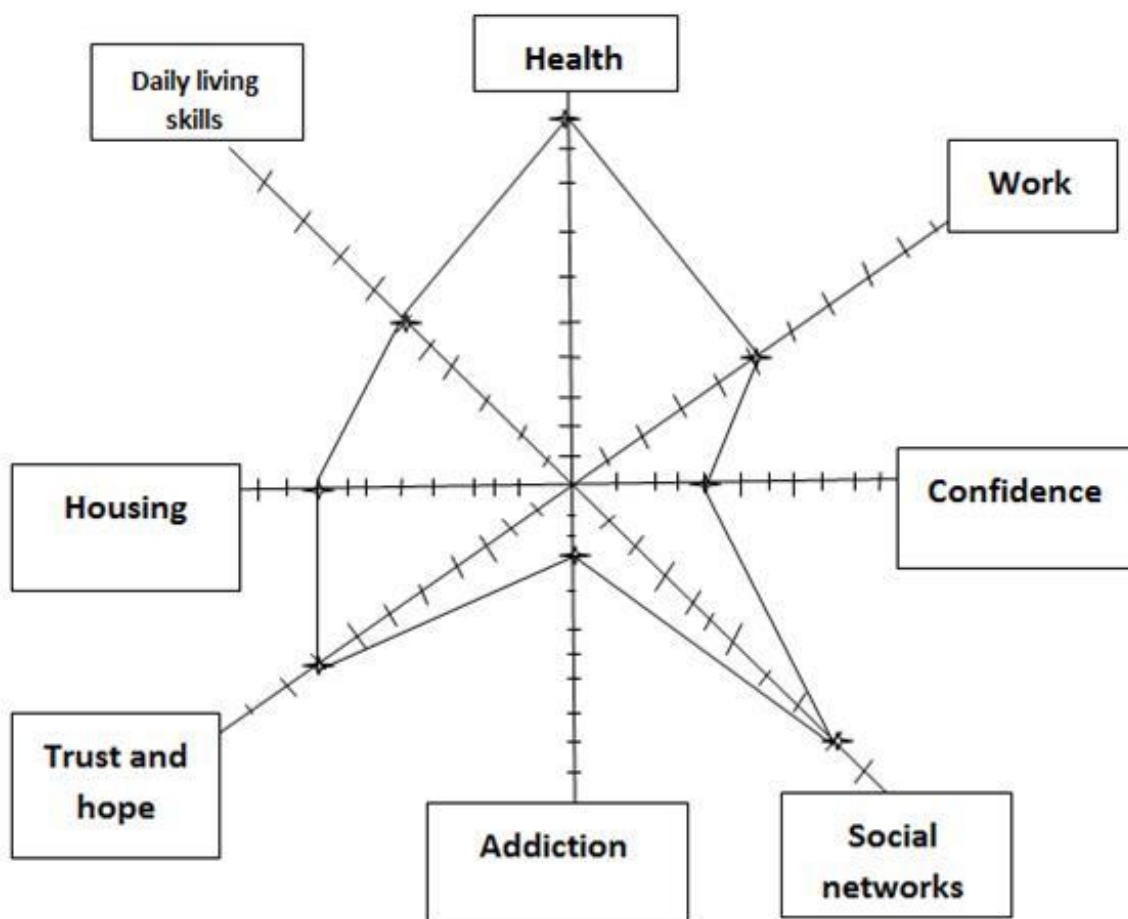 Health
Daily living
skills
Work
Housing
Confidence
Trust and
hope
Addiction
Social
networks